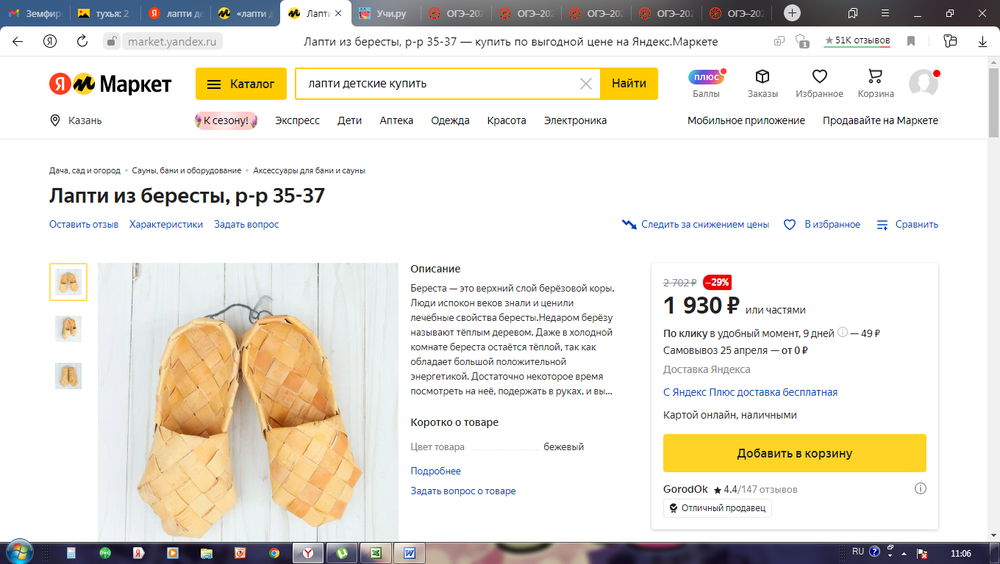 Земфир
тухья: 2
лапти де
«лапти д
Лапти
Учи.ру
ОГЭ–202
ОГЭ–202
ОГЭ–202
ОГЭ–202
ОГЭ–202
market.yandex.ru
Лапти из бересты, р-р 35-37 — купить по выгодной цене на Яндекс.Маркете
1
★ 51K отзывов
Я Маркет
Каталог
лапти детские купить
Найти
плюс
Баллы
Заказы
Избранное
Корзина
Казань
К сезону!
Экспресс
Дети
Аптека
Одежда
Красота
Электроника
Мобильное приложение
Продавайте на Маркете
Дача, сад и огород • Сауны, бани и оборудование • Аксессуары для бани и сауны
Лапти из бересты, р-р 35-37
Оставить отзыв
Характеристики
Задать вопрос
Следить за снижением цены
В избранное
Сравнить
Описание
Береста — это верхний слой берёзовой коры.
Люди испокон веков знали и ценили
лечебные свойства бересты.Недаром берёзу
называют тёплым деревом. Даже в холодной
комнате береста остаётся тёплой, так как
обладает большой положительной
энергетикой. Достаточно некоторое время
посмотреть на неё, подержать в руках, и вы...
Коротко о товаре
Цвет товара бежевый
Подробнее
Задать вопрос о товаре
2 702 ₽ –29%
1 930 ₽ или частями
По клику в удобный момент, 9 дней — 49 ₽
Самовывоз 25 апреля — от 0 ₽
Доставка Яндекса
С Яндекс Плюс доставка бесплатная
Картой онлайн, наличными
Добавить в корзину
GorodOk ★ 4.4/147 отзывов
Отличный продавец
RU
11:06